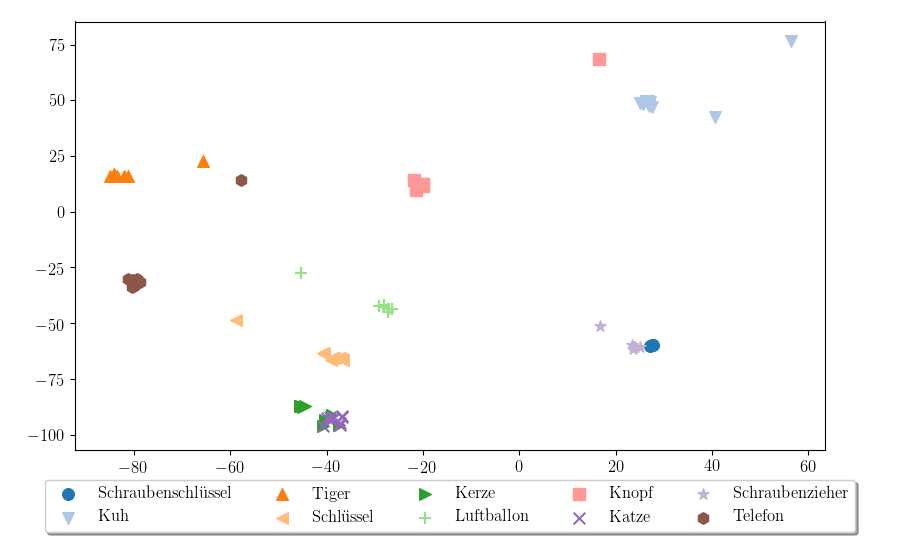 75
50
25
0
−25
−50
−75
−100
−80 −60 −40 −20 0 20 40 60
Schraubenschlüssel Tiger Kerze Knopf Schraubenzieher
Kuh Schlüssel Luftballon Katze Telefon